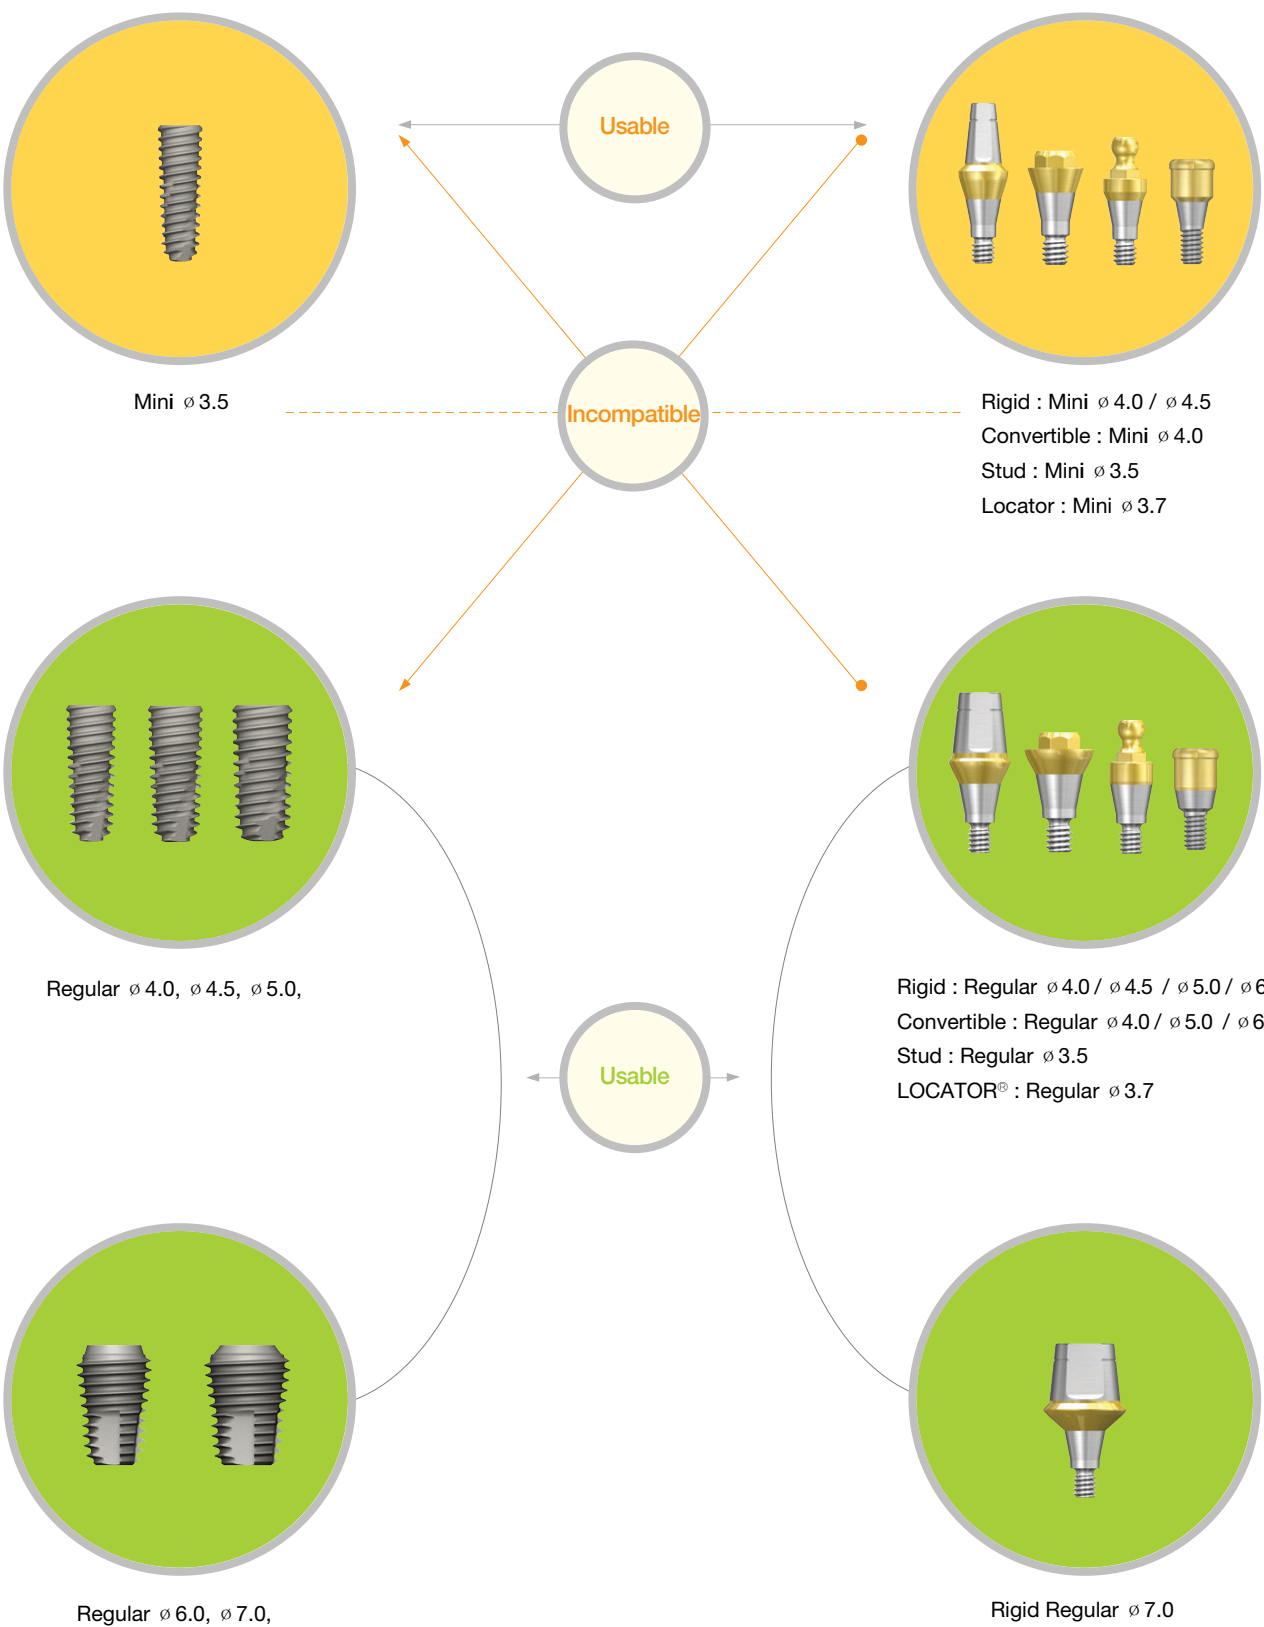 Usable
Mini ø 3.5
Incompatible
Rigid : Mini ø 4.0 / ø 4.5
Convertible : Mini ø 4.0
Stud : Mini ø 3.5
Locator : Mini ø 3.7
Regular ø 4.0, ø 4.5, ø 5.0,
Rigid : Regular ø 4.0 / ø 4.5 / ø 5.0 / ø 6
Convertible : Regular ø 4.0 / ø 5.0 / ø 6
Stud : Regular ø 3.5
LOCATOR® : Regular ø 3.7
Usable
Regular ø 6.0, ø 7.0,
Rigid Regular ø 7.0